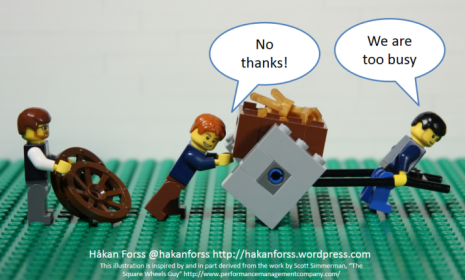 No
thanks!
We are
too busy
Håkan Forss @hakanforss http://hakanforss.wordpress.com
This illustration is inspired by and in part derived from the work by Scott Simmerman, "The
Square Wheels Guy" http://www.performancemanagementcompany.com/